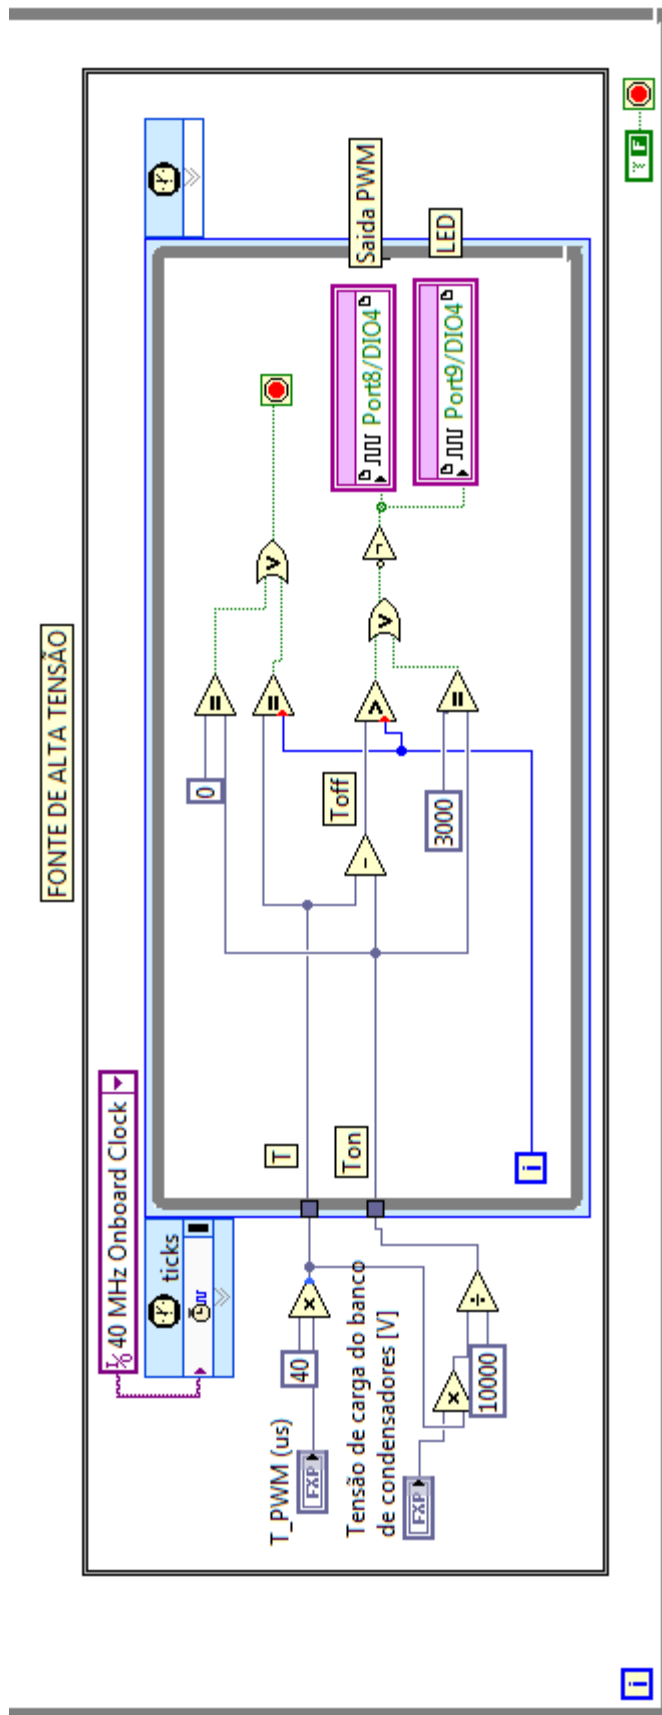 FONTE DE ALTA TENSÃO
40 MHz Onboard Clock
ticks
T_PWM (us)
FXP
40
Tensão de carga do banco
de condensadores [V]
FXP
10000
T
Ton
Toff
0
3000
Saida PWM
Port8/DIO4
LED
Port9/DIO4
i
i
F